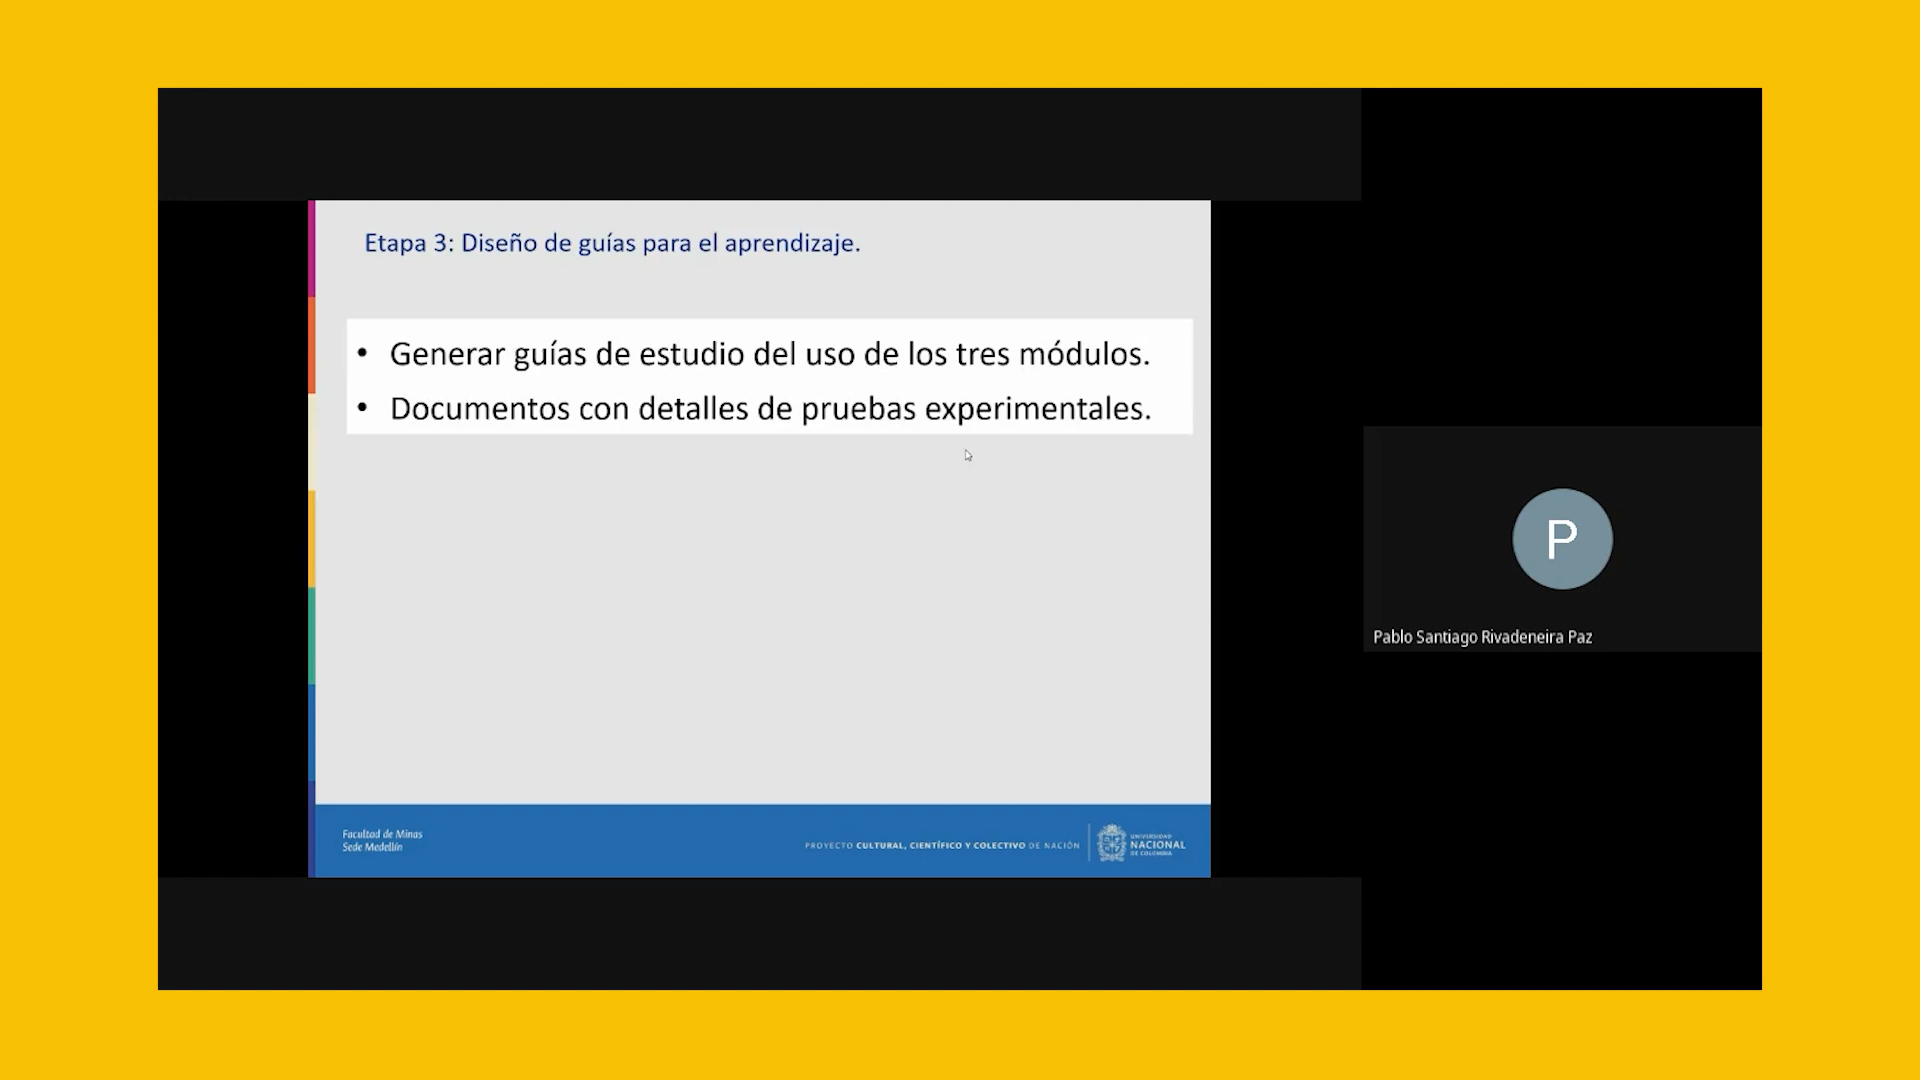 Etapa 3: Diseño de guías para el aprendizaje.
• Generar guías de estudio del uso de los tres módulos.
• Documentos con detalles de pruebas experimentales.
P
Pablo Santiago Rivadeneira Paz
Facultad de Minas
Sede Medellín
PROYECTO CULTURAL, CIENTÍFICO Y COLECTIVO DE NACIÓN
UNIVERSIDAD
NACIONAL
DE COLOMBIA